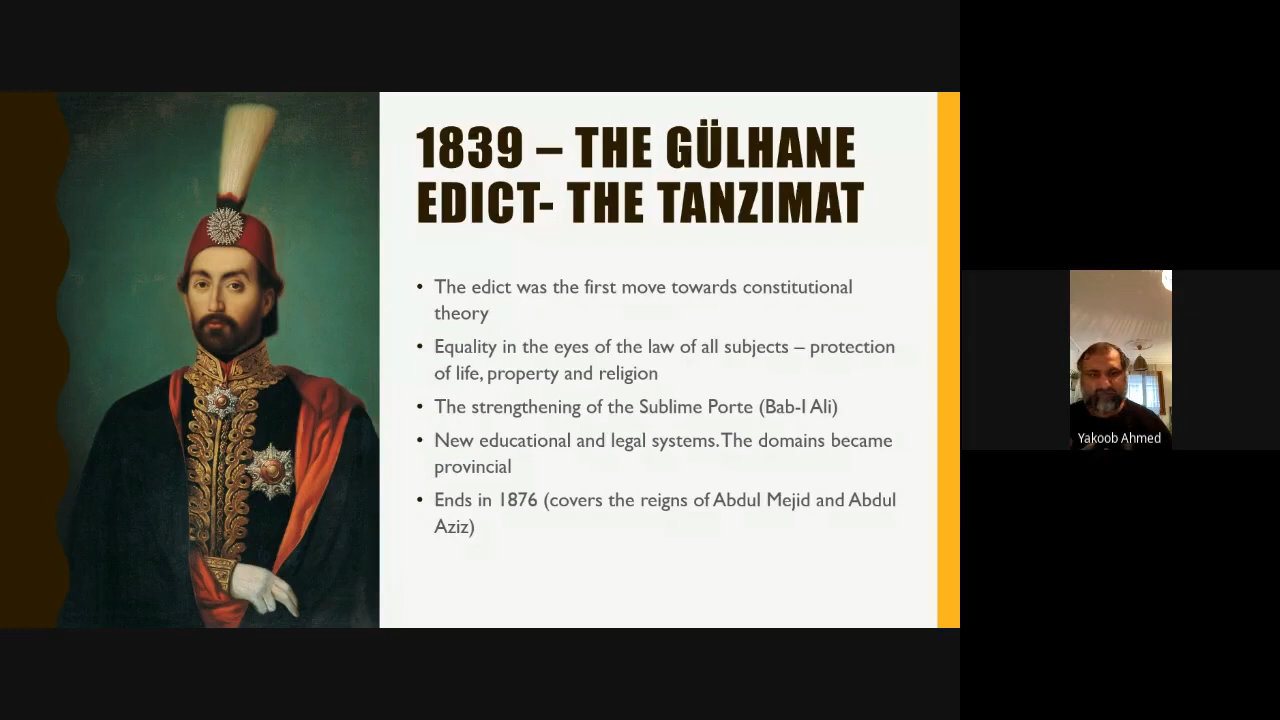 1839 – THE GÜLHANE
EDICT- THE TANZIMAT
• The edict was the first move towards constitutional
theory
• Equality in the eyes of the law of all subjects – protection
of life, property and religion
• The strengthening of the Sublime Porte (Bab-I Ali)
• New educational and legal systems. The domains became
provincial
• Ends in 1876 (covers the reigns of Abdul Mejid and Abdul
Aziz)
Yakoob Ahmed